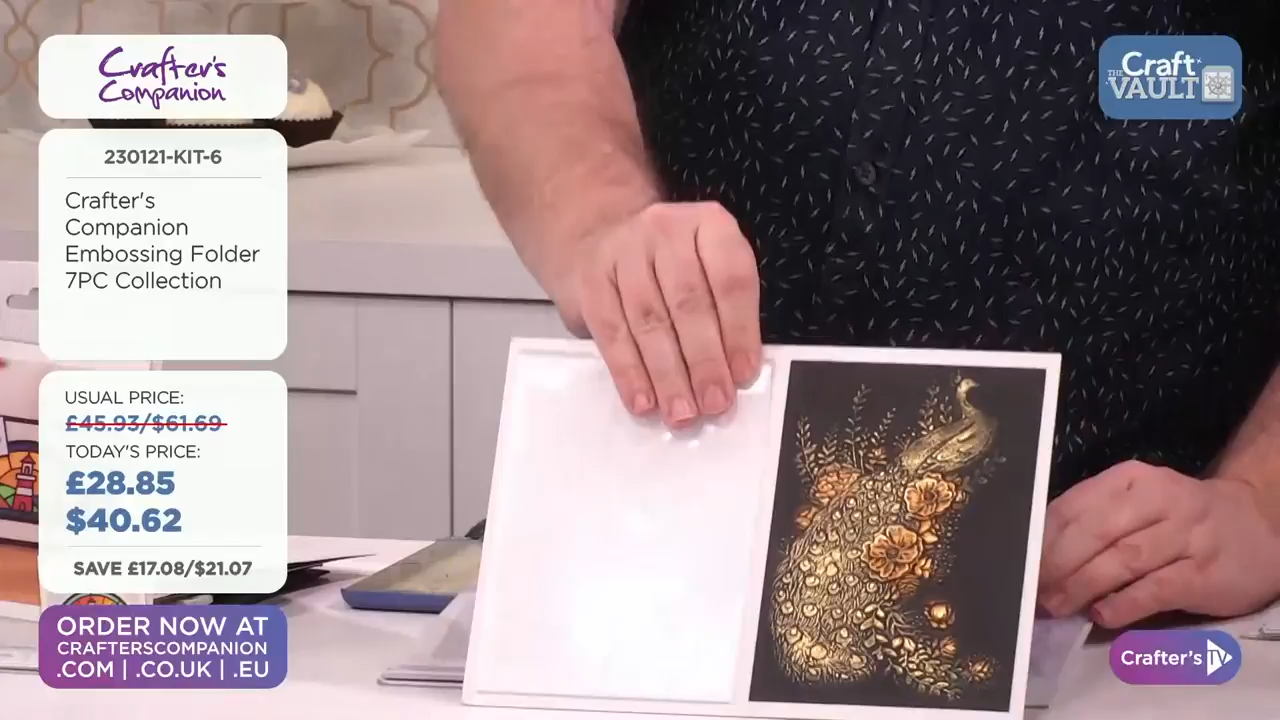 Crafter's
Companion
230121-KIT-6
Crafter's
Companion
Embossing Folder
7PC Collection
USUAL PRICE:
£45.93/$61.69
TODAY'S PRICE:
£28.85
$40.62
SAVE £17.08/$21.07
ORDER NOW AT
CRAFTERSCOMPANION
.COM | .CO.UK | .EU
THE Craft
VAULT
Crafter's TV